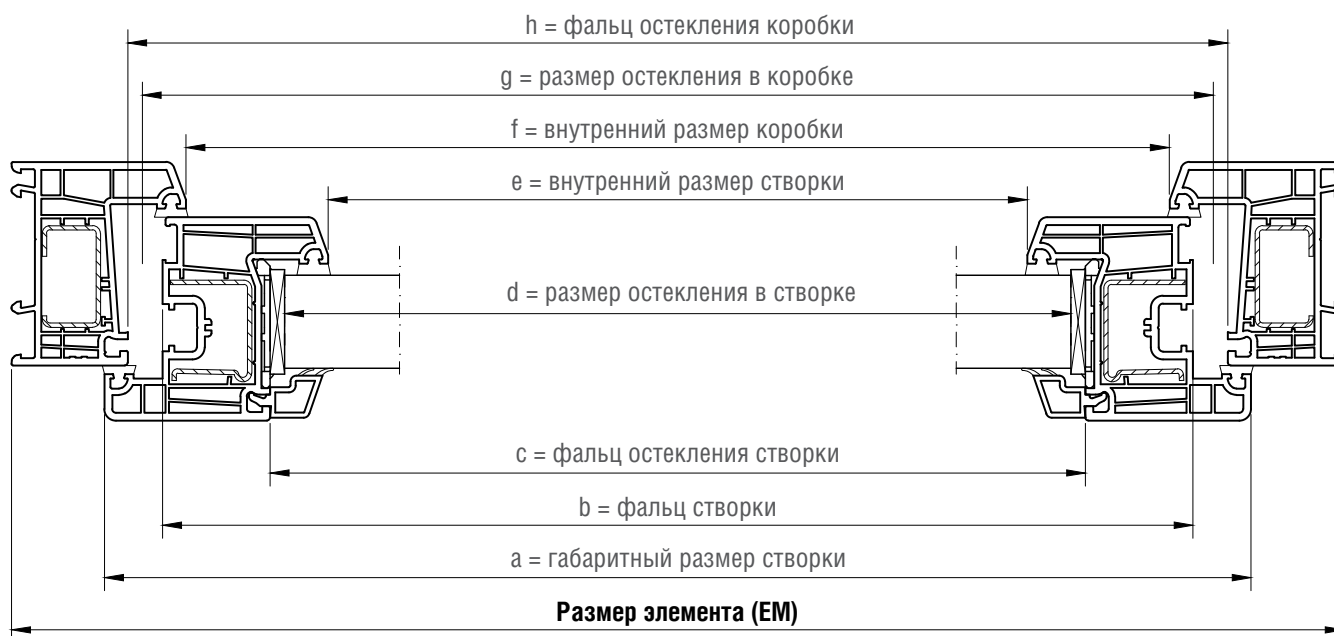 h = фальц остекления коробки
g = размер остекления в коробке
f = внутренний размер коробки
e = внутренний размер створки
d = размер остекления в створке
c = фальц остекления створки
b = фальц створки
a = габаритный размер створки
Размер элемента (EM)